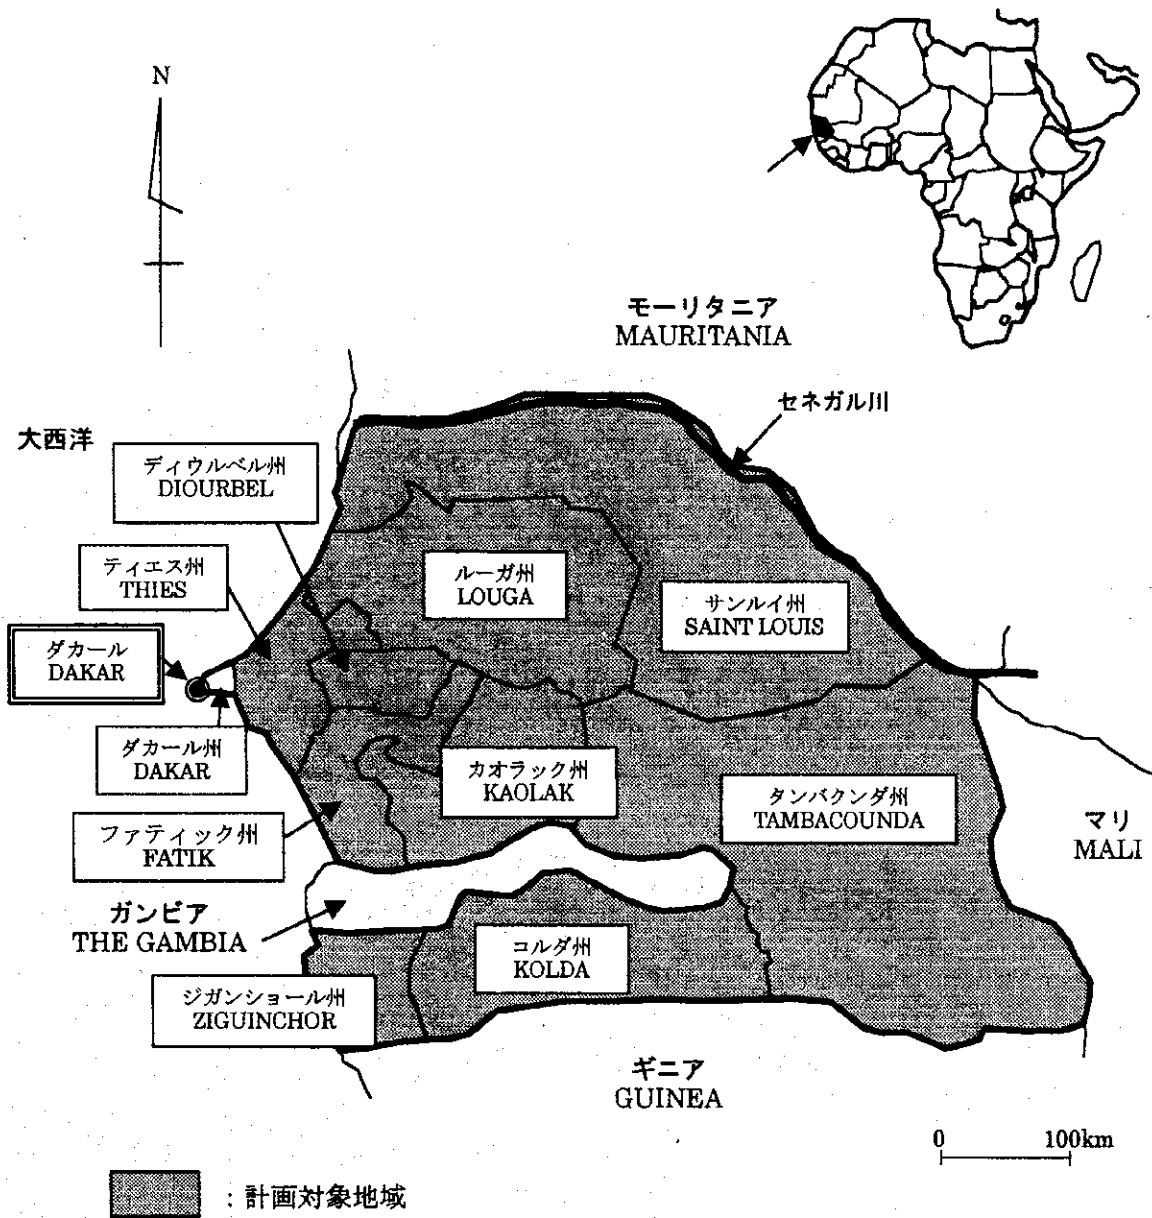 N
モーリタニア
MAURITANIA
セネガル川
大西洋
ディウルベル州
DIOURBEL
ティエス州
THIES
ルーガ州
LOUGA
サンルイ州
SAINT LOUIS
ダカール
DAKAR
ダカール州
DAKAR
カオラック州
KAOLAK
タンバクンダ州
TAMBACOUNDA
マリ
MALI
ファティック州
FATIK
ガンビア
THE GAMBIA
コルダ州
KOLDA
ジガンショール州
ZIGUINCHOR
ギニア
GUINEA
0 100km
：計画対象地域